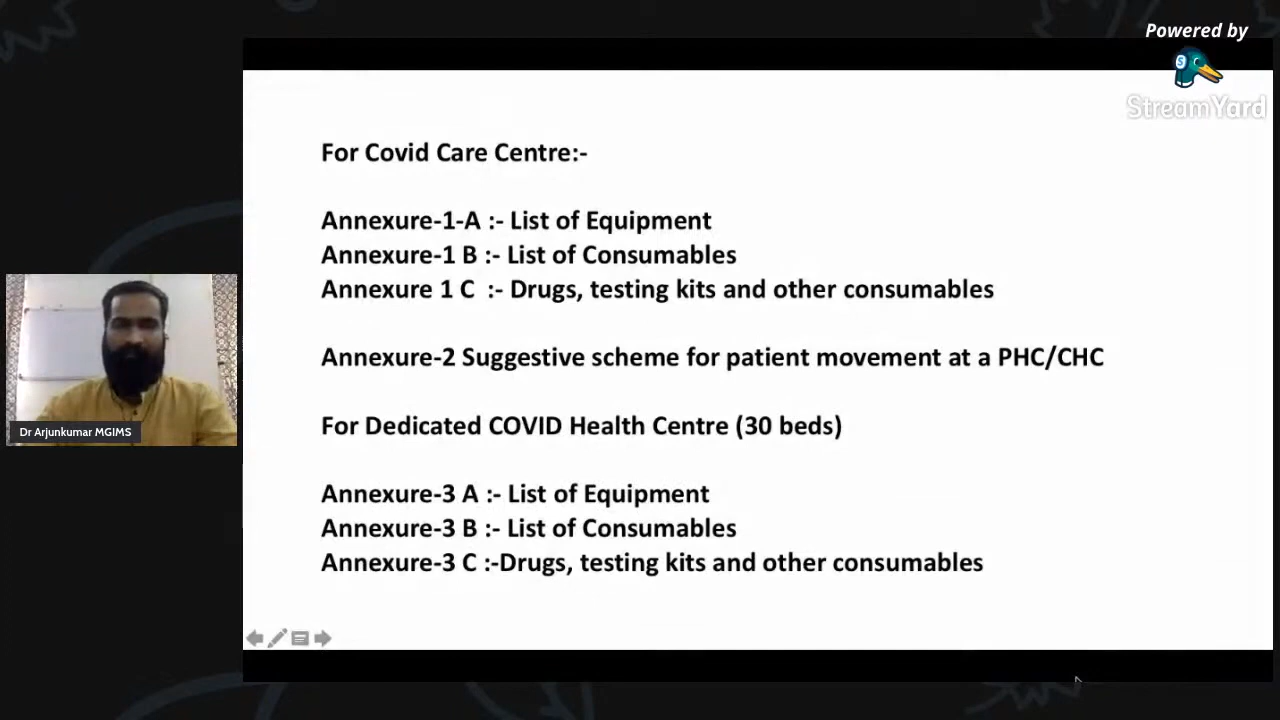 Powered by
StreamYard
For Covid Care Centre:-
Annexure-1-A :- List of Equipment
Annexure-1 B :- List of Consumables
Annexure 1 C :- Drugs, testing kits and other consumables
Annexure-2 Suggestive scheme for patient movement at a PHC/CHC
For Dedicated COVID Health Centre (30 beds)
Annexure-3 A :- List of Equipment
Annexure-3 B :- List of Consumables
Annexure-3 C :-Drugs, testing kits and other consumables
Dr Arjunkumar MGIMS